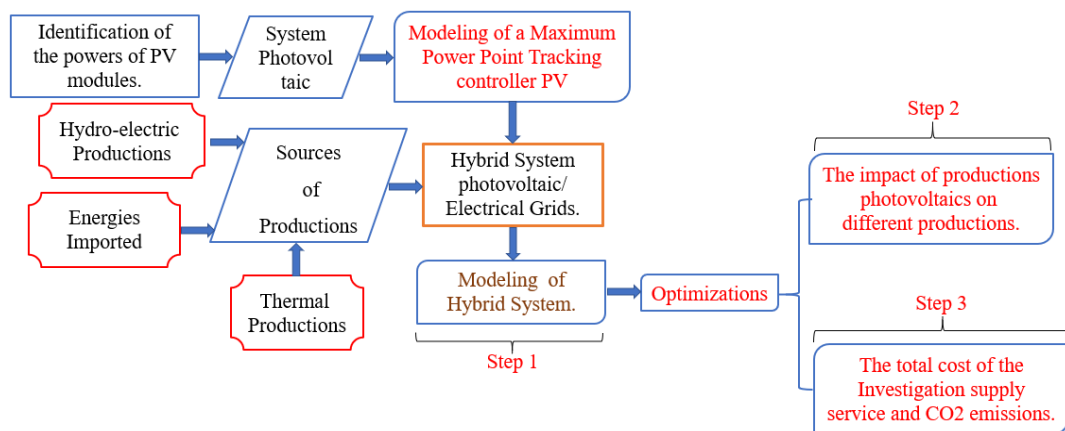 Identification of
the powers of PV
modules.
System
Photovol
taic
Modeling of a Maximum
Power Point Tracking
controller PV
Hydro-electric
Productions
Energies
Imported
Sources
of
Productions
Thermal
Productions
Hybrid System
photovoltaic/
Electrical Grids.
Modeling of
Hybrid System.
Step 1
Optimizations
Step 2
The impact of productions
photovoltaics on
different productions.
Step 3
The total cost of the
Investigation supply
service and CO2 emissions.